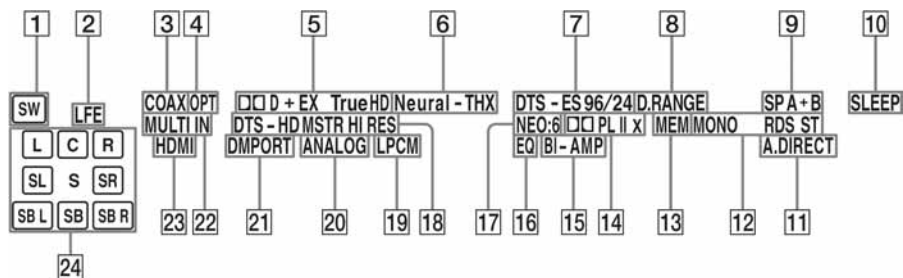 1 2 3 4 5 6 7 8 9 10
SW LFE COAX OPT D + EX TrueHD Neural - THX DTS - ES 96/24 D.RANGE SP A + B SLEEP
MULTI IN DTS - HD MSTR HI RES NEO:6 PL II X MEM MONO RDS ST
L C R HDMI DMPORT ANALOG LPCM EQ BI - AMP A.DIRECT
SL S SR
SB L SB SB R
23 22 21 20 19 18 17 16 15 14 13 12 11
24